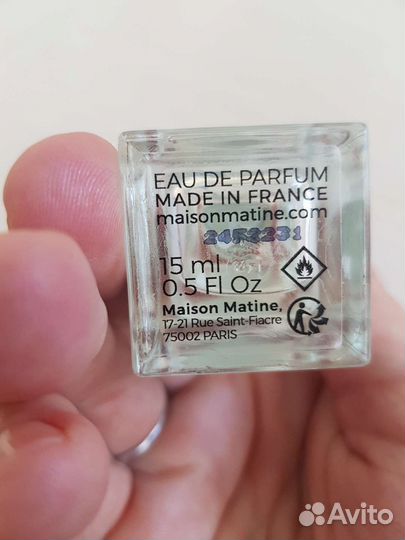 EAU DE PARFUM
MADE IN FRANCE
maisonmatine.com
2452231
15 ml
0.5 Fl Oz
Maison Matine,
17-21 Rue Saint-Fiacre
75002 PARIS
Avito